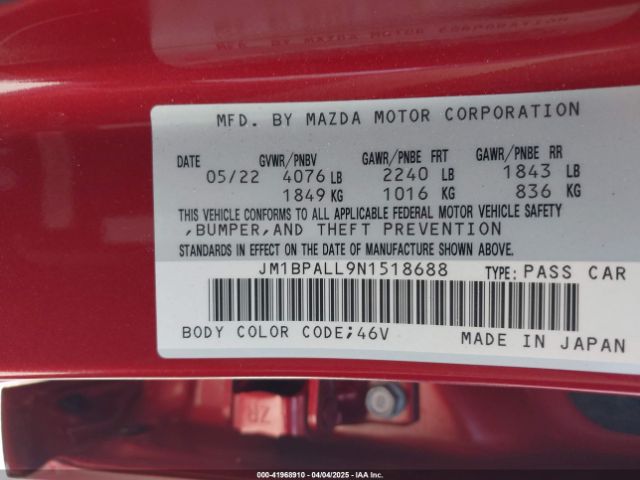 MFD. BY MAZDA MOTOR CORPORATION
DATE GVWR/PNBV GAWR/PNBE FRT GAWR/PNBE RR
05/22 4076 LB 2240 LB 1843 LB
1849 KG 1016 KG 836 KG
THIS VEHICLE CONFORMS TO ALL APPLICABLE FEDERAL MOTOR VEHICLE SAFETY
,BUMPER,AND THEFT PREVENTION
STANDARDS IN EFFECT ON THE DATE OF MANUFACTURE SHOWN ABOVE.
JM1BPALL9N1518688 TYPE: PASS CAR
BODY COLOR CODE;46V MADE IN JAPAN
ZR
000-41968910 - 04/04/2025 - IAA Inc.